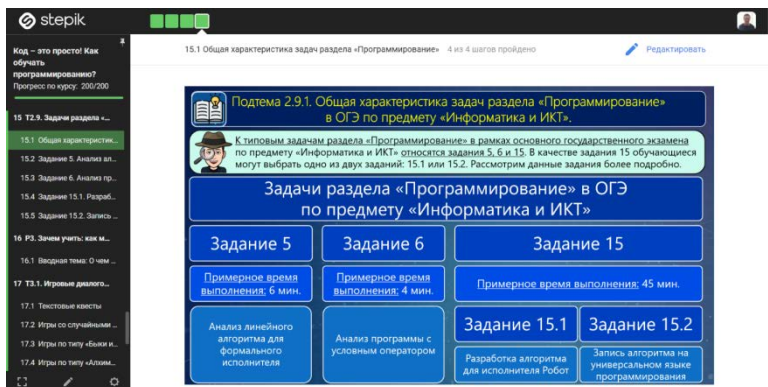 stepik
Код – это просто! Как
обучать
программированию?
Прогресс по курсу: 200/200
15 Т2.9. Задачи раздела «...
15.1 Общая характеристик...
15.2 Задание 5. Анализ ал...
15.3 Задание 6. Анализ пр...
15.4 Задание 15.1. Разраб...
15.5 Задание 15.2. Запись ...
16 Р3. Зачем учить: как м...
16.1 Вводная тема: О чем ...
17 Т3.1. Игровые диалого...
17.1 Текстовые квесты
17.2 Игры со случайными ...
17.3 Игры по типу «Быки и...
17.4 Игры по типу «Алхим...
15.1 Общая характеристика задач раздела «Программирование» 4 из 4 шагов пройдено
Редактировать
Подтема 2.9.1. Общая характеристика задач раздела «Программирование»
в ОГЭ по предмету «Информатика и ИКТ».
К типовым задачам раздела «Программирование» в рамках основного государственного экзамена
по предмету «Информатика и ИКТ» относятся задания 5, 6 и 15. В качестве задания 15 обучающиеся
могут выбрать одно из двух заданий: 15.1 или 15.2. Рассмотрим данные задания более подробно.
Задачи раздела «Программирование» в ОГЭ
по предмету «Информатика и ИКТ»
Задание 5
Задание 6
Задание 15
Примерное время
выполнения: 6 мин.
Примерное время
выполнения: 4 мин.
Примерное время выполнения: 45 мин.
Анализ линейного
алгоритма для
формального
исполнителя
Анализ программы с
условным оператором
Задание 15.1
Задание 15.2
Разработка алгоритма
для исполнителя Робот
Запись алгоритма на
универсальном языке
программирования